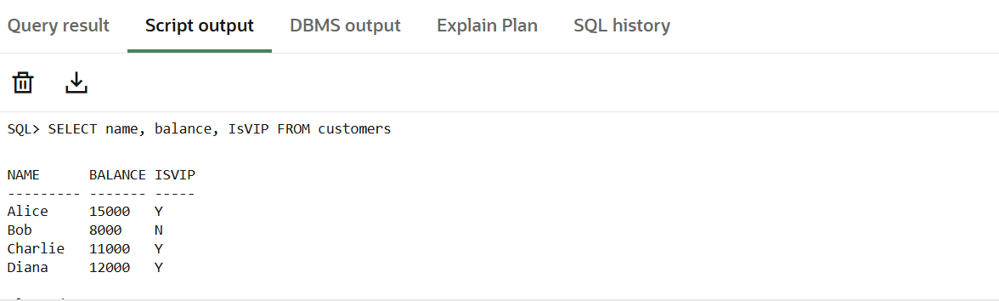 Query result Script output DBMS output Explain Plan SQL history
SQL> SELECT name, balance, IsVIP FROM customers
NAME      BALANCE ISVIP
--------- ------- -----
Alice     15000   Y
Bob       8000    N
Charlie   11000   Y
Diana     12000   Y